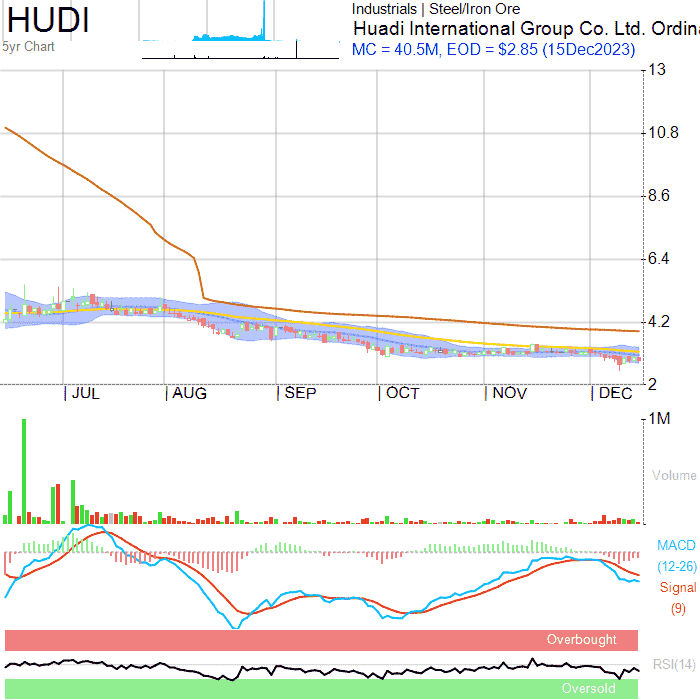 HUDI
5yr Chart
Industrials | Steel/Iron Ore
Huadi International Group Co. Ltd. Ordina
MC = 40.5M, EOD = $2.85 (15Dec2023)
13
10.8
8.6
6.4
4.2
2
JUL AUG SEP OCT NOV DEC
1M
Volume
MACD
(12-26)
Signal
(9)
Overbought
RSI(14)
Oversold